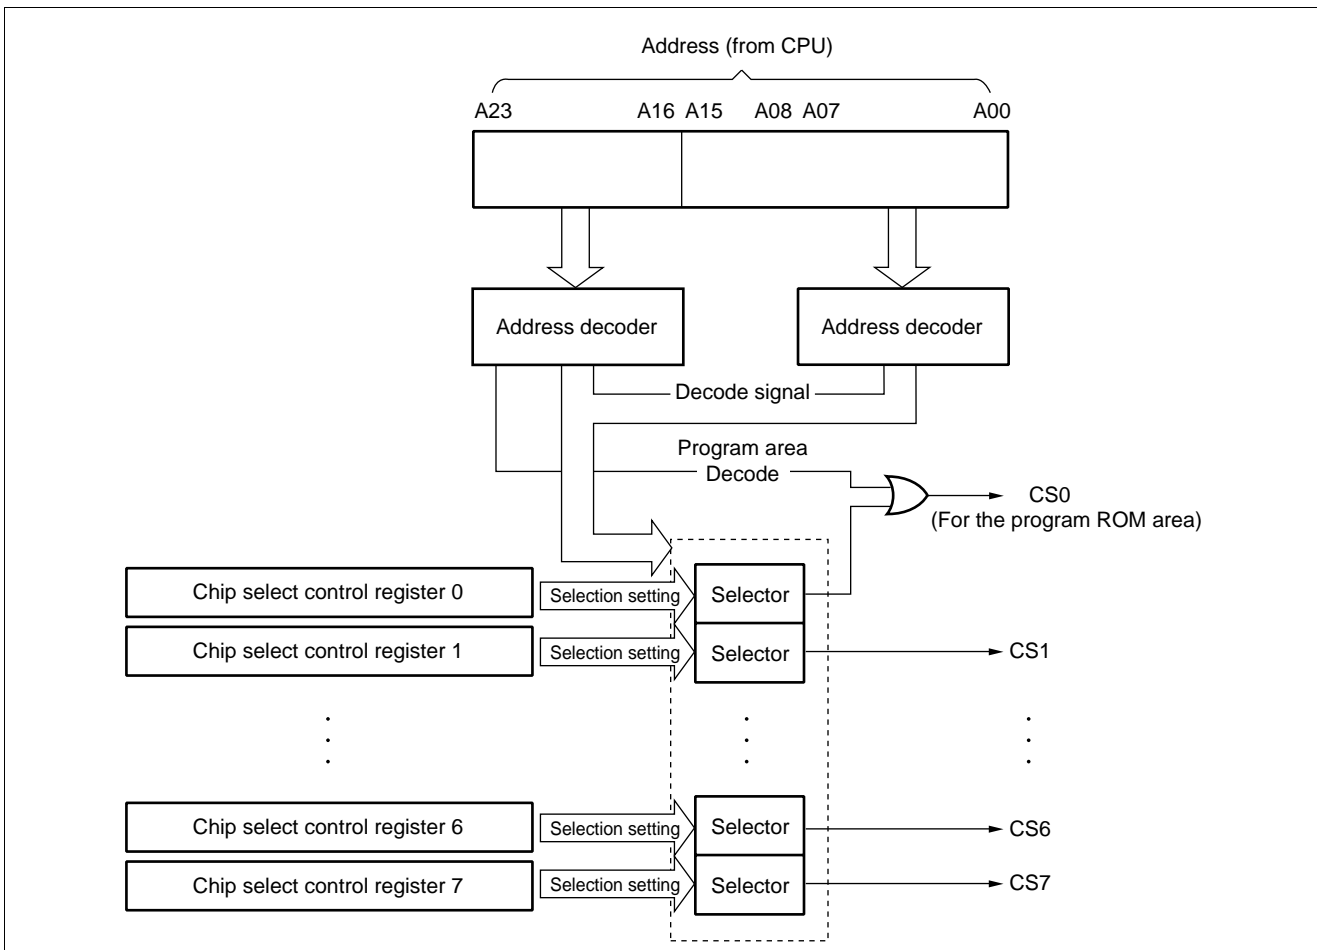 Address (from CPU)
A23 A16 A15 A08 A07 A00
Address decoder Address decoder
Decode signal
Program area
Decode
CS0
(For the program ROM area)
Chip select control register 0 Selection setting Selector
Chip select control register 1 Selection setting Selector CS1
Chip select control register 6 Selection setting Selector CS6
Chip select control register 7 Selection setting Selector CS7